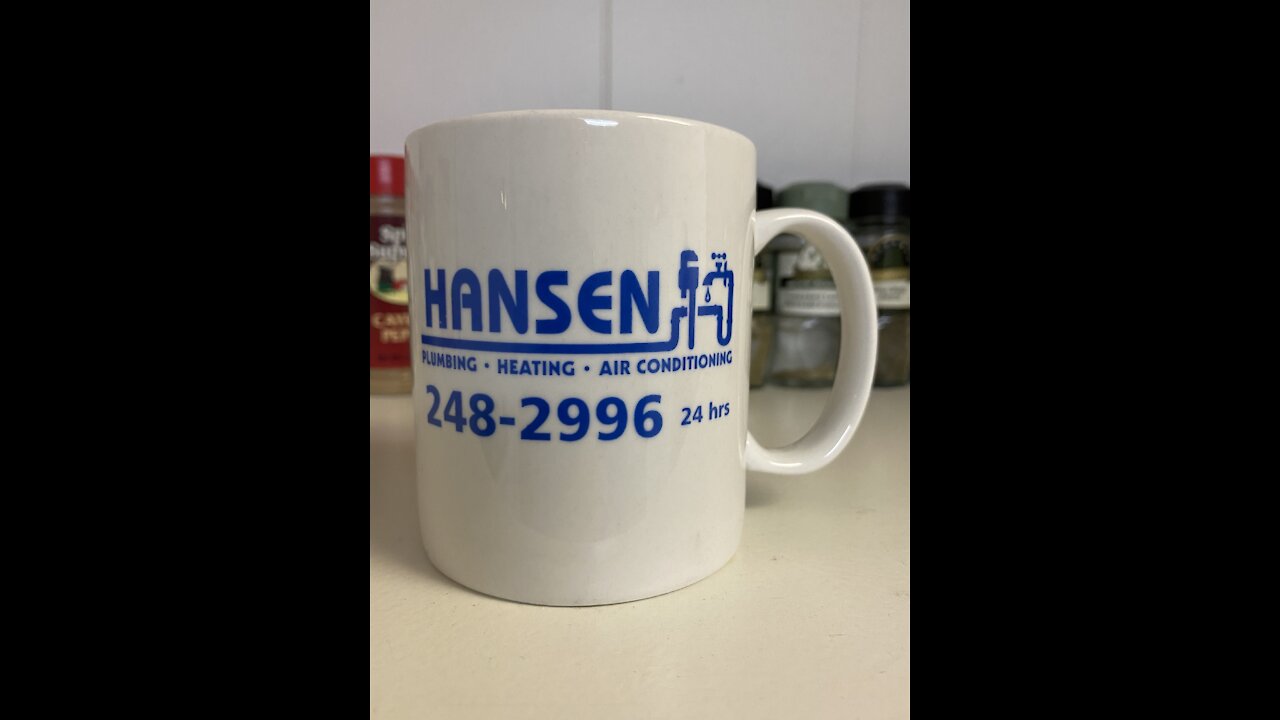 HANSEN
PLUMBING • HEATING • AIR CONDITIONING
248-2996 24 hrs